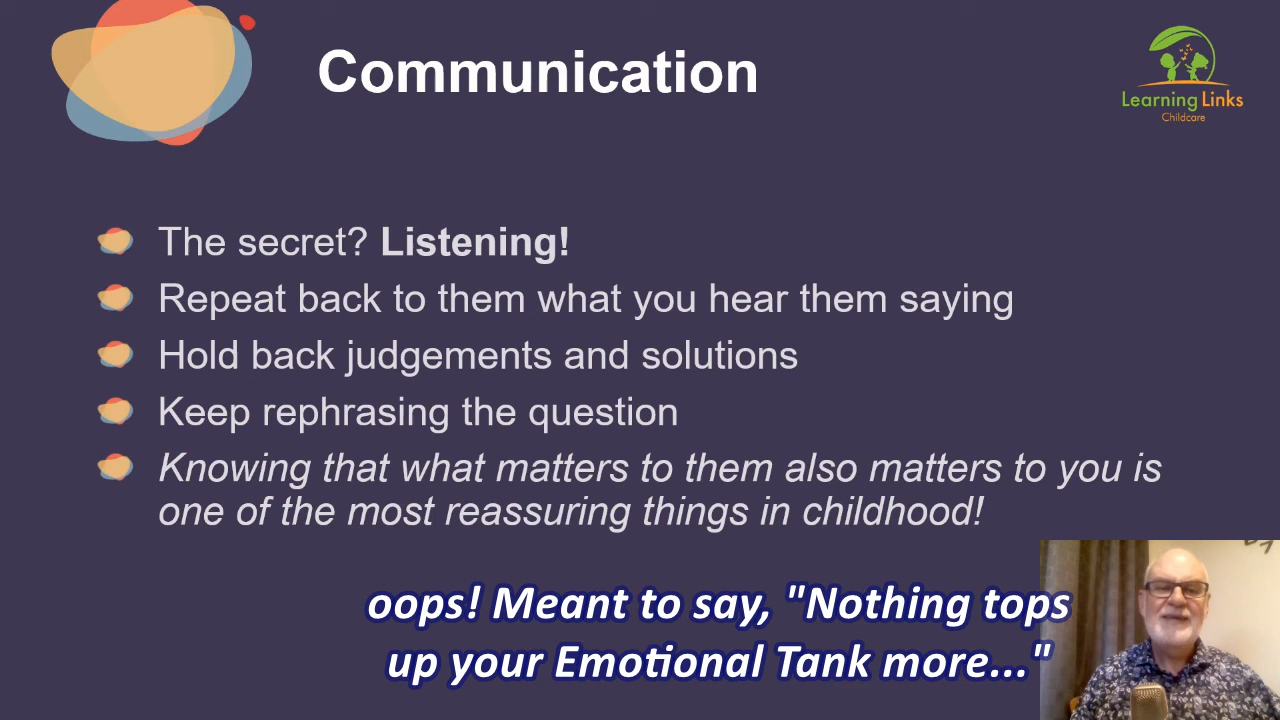 Communication
Learning Links
Childcare
The secret? Listening!
Repeat back to them what you hear them saying
Hold back judgements and solutions
Keep rephrasing the question
Knowing that what matters to them also matters to you is
one of the most reassuring things in childhood!
oops! Meant to say, "Nothing tops
up your Emotional Tank more..."